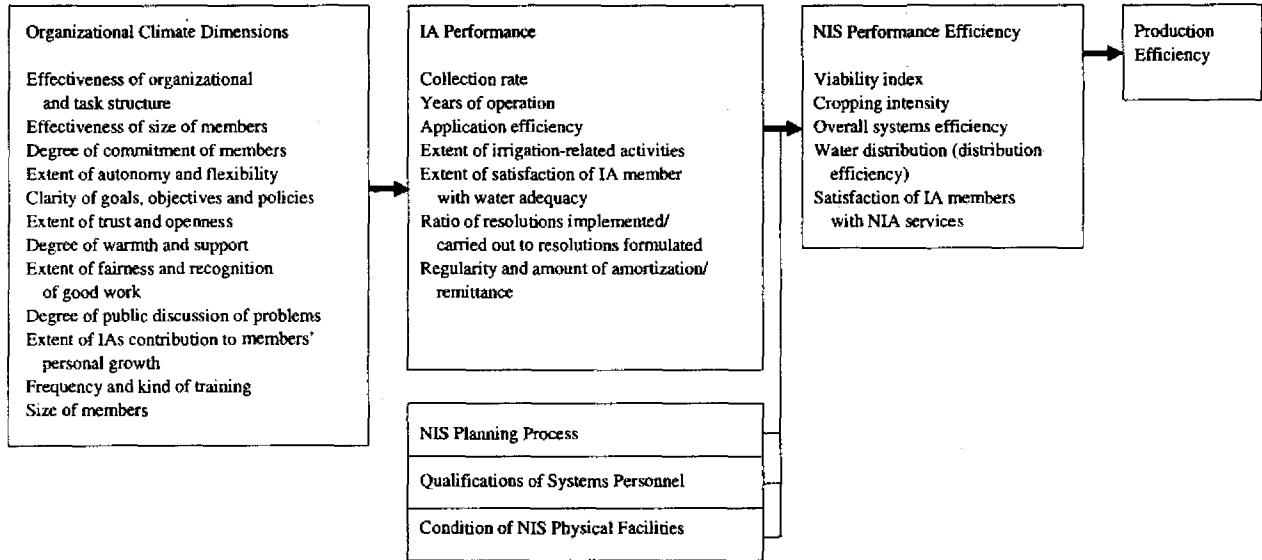 Organizational Climate Dimensions
Effectiveness of organizational
and task structure
Effectiveness of size of members
Degree of commitment of members
Extent of autonomy and flexibility
Clarity of goals, objectives and policies
Extent of trust and openness
Degree of warmth and support
Extent of fairness and recognition
of good work
Degree of public discussion of problems
Extent of IAs contribution to members'
personal growth
Frequency and kind of training
Size of members
IA Performance
Collection rate
Years of operation
Application efficiency
Extent of irrigation-related activities
Extent of satisfaction of IA member
with water adequacy
Ratio of resolutions implemented/
carried out to resolutions formulated
Regularity and amount of amortization/
remittance
NIS Planning Process
Qualifications of Systems Personnel
Condition of NIS Physical Facilities
NIS Performance Efficiency
Viability index
Cropping intensity
Overall systems efficiency
Water distribution (distribution
efficiency)
Satisfaction of IA members
with NIA services
Production
Efficiency